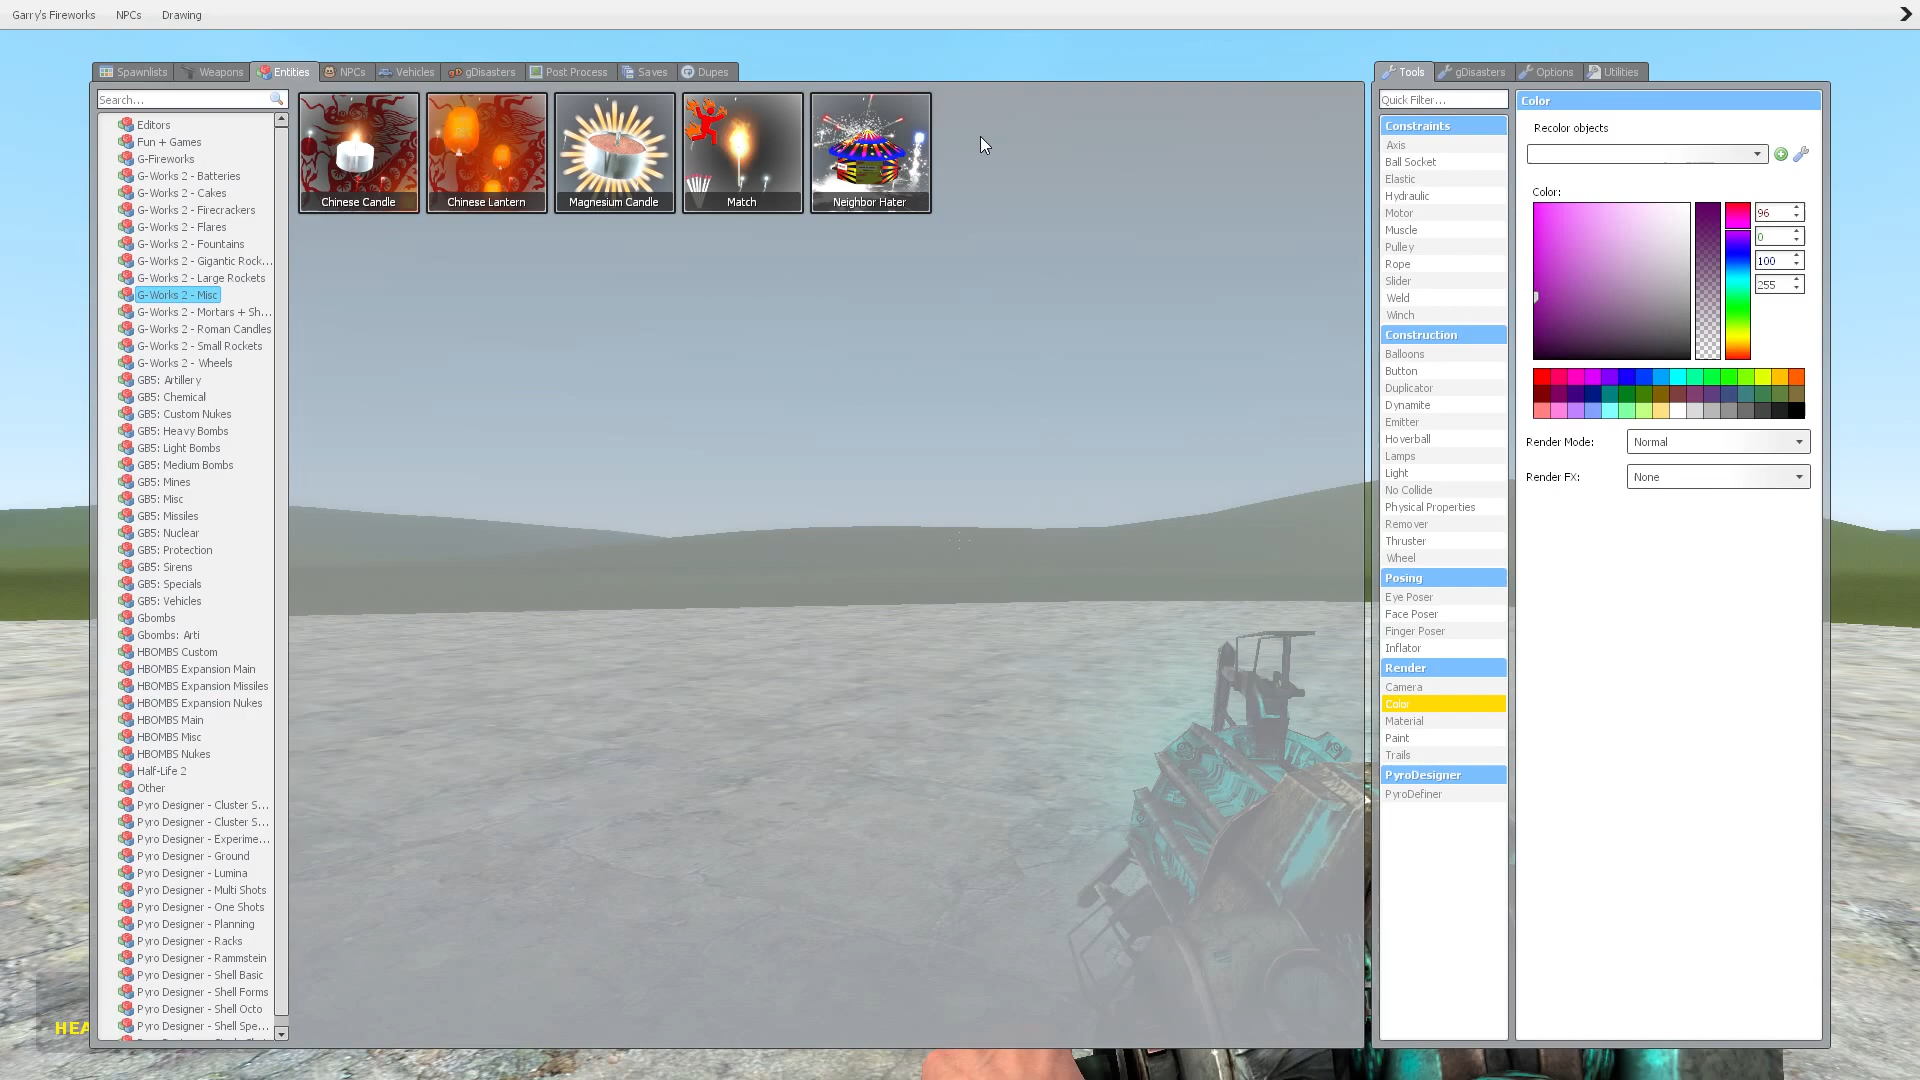 Garry's Fireworks NPCs Drawing
Spawnlists Weapons Entities NPCs Vehicles gDisasters Post Process Saves Dupes
Search...
Editors
Fun + Games
G-Fireworks
G-Works 2 - Batteries
G-Works 2 - Cakes
G-Works 2 - Firecrackers
G-Works 2 - Flares
G-Works 2 - Fountains
G-Works 2 - Gigantic Rock...
G-Works 2 - Large Rockets
G-Works 2 - Misc
G-Works 2 - Mortars + Sh...
G-Works 2 - Roman Candles
G-Works 2 - Small Rockets
G-Works 2 - Wheels
GB5: Artillery
GB5: Chemical
GB5: Custom Nukes
GB5: Heavy Bombs
GB5: Light Bombs
GB5: Medium Bombs
GB5: Mines
GB5: Misc
GB5: Missiles
GB5: Nuclear
GB5: Protection
GB5: Sirens
GB5: Specials
GB5: Vehicles
Gbombs
Gbombs: Arti
HBOMBS Custom
HBOMBS Expansion Main
HBOMBS Expansion Missiles
HBOMBS Expansion Nukes
HBOMBS Main
HBOMBS Misc
HBOMBS Nukes
Half-Life 2
Other
Pyro Designer - Cluster S...
Pyro Designer - Cluster S...
Pyro Designer - Experime...
Pyro Designer - Ground
Pyro Designer - Lumina
Pyro Designer - Multi Shots
Pyro Designer - One Shots
Pyro Designer - Planning
Pyro Designer - Racks
Pyro Designer - Rammstein
Pyro Designer - Shell Basic
Pyro Designer - Shell Forms
Pyro Designer - Shell Octo
Pyro Designer - Shell Spe...
HEA
Chinese Candle
Chinese Lantern
Magnesium Candle
Match
Neighbor Hater
Tools gDisasters Options Utilities
Quick Filter...
Constraints
Axis
Ball Socket
Elastic
Hydraulic
Motor
Muscle
Pulley
Rope
Slider
Weld
Winch
Construction
Balloons
Button
Duplicator
Dynamite
Emitter
Hoverball
Lamps
Light
No Collide
Physical Properties
Remover
Thruster
Wheel
Posing
Eye Poser
Face Poser
Finger Poser
Inflator
Render
Camera
Color
Material
Paint
Trails
PyroDesigner
PyroDefiner
Color
Recolor objects
Color:
96
0
100
255
Render Mode: Normal
Render FX: None